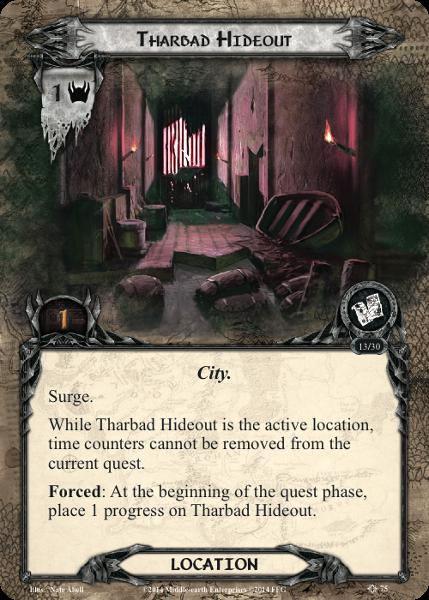 THARBAD HIDEOUT
1
1
13/30
City.
Surge.
While Tharbad Hideout is the active location,
time counters cannot be removed from the
current quest.
Forced: At the beginning of the quest phase,
place 1 progress on Tharbad Hideout.
LOCATION
Illus. Nate Abell
©2014 Middle-earth Enterprises ©2014 FFG
75